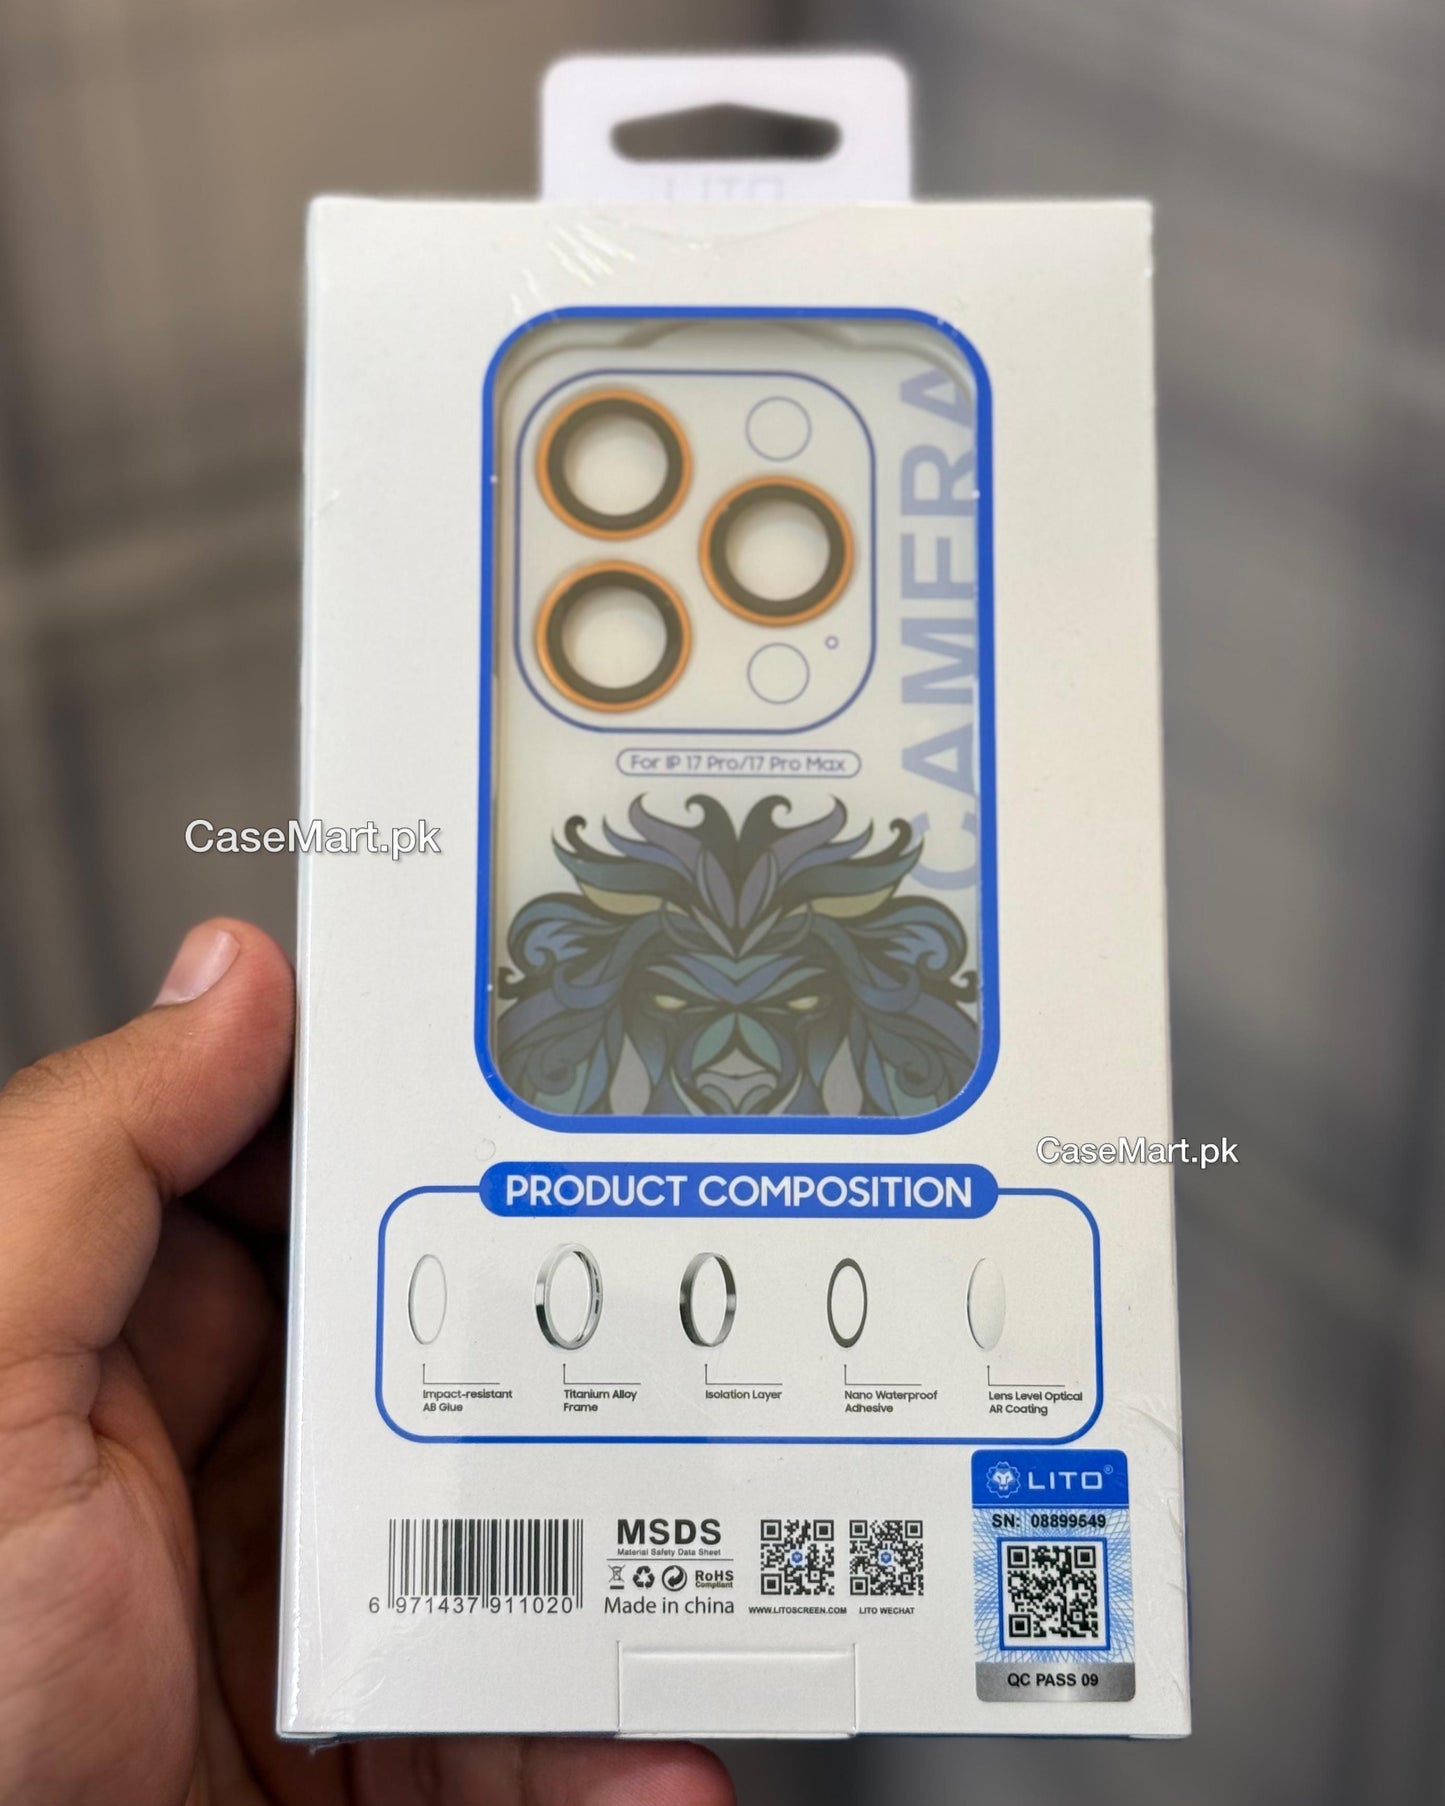 LITO
CAMERA
For IP 17 Pro/17 Pro Max
CaseMart.pk
CaseMart.pk
PRODUCT COMPOSITION
Impact-resistant
AB Glue
Titanium Alloy
Frame
Isolation Layer
Nano Waterproof
Adhesive
Lens Level Optical
AR Coating
LITO®
SN: 08899549
QC PASS 09
MSDS
Material Safety Data Sheet
RoHS
Compliant
Made in china
6 971437 911020
WWW.LITOSCREEN.COM
LITO WECHAT